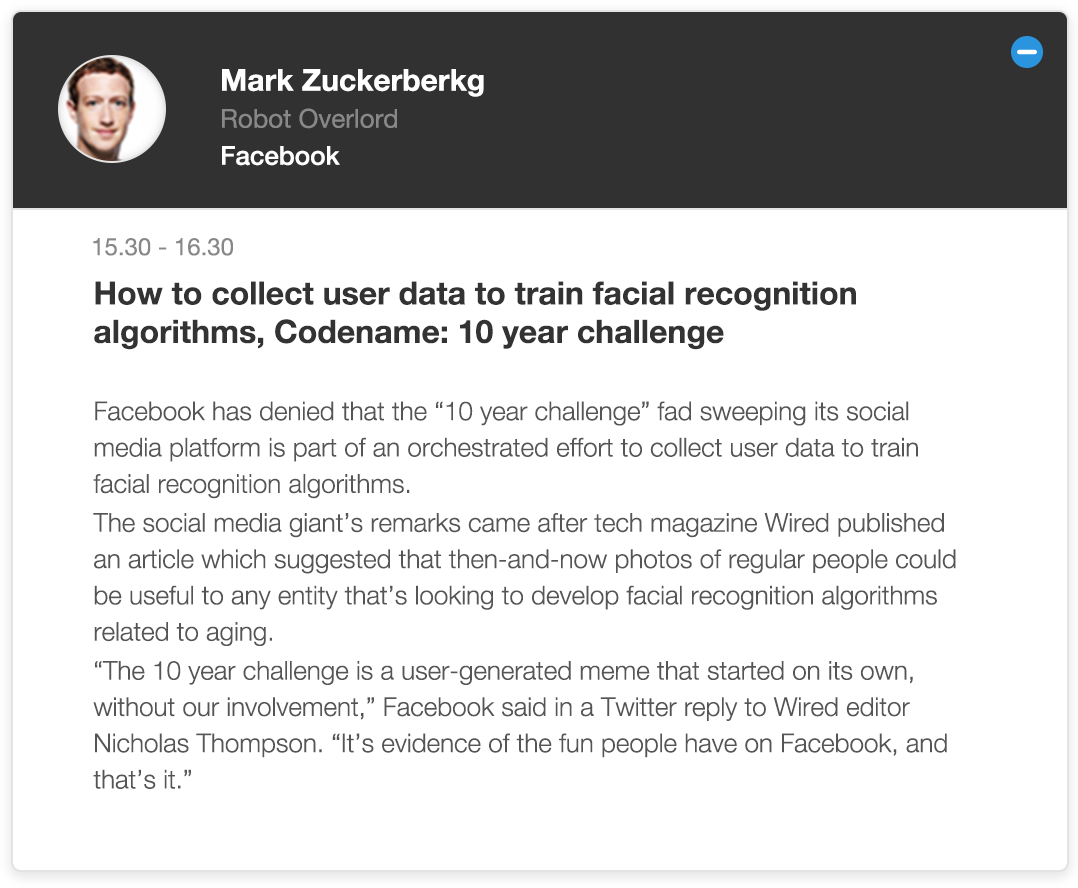 Mark Zuckerberkg
Robot Overlord
Facebook
15.30 - 16.30
How to collect user data to train facial recognition
algorithms, Codename: 10 year challenge
Facebook has denied that the “10 year challenge” fad sweeping its social
media platform is part of an orchestrated effort to collect user data to train
facial recognition algorithms.
The social media giant’s remarks came after tech magazine Wired published
an article which suggested that then-and-now photos of regular people could
be useful to any entity that’s looking to develop facial recognition algorithms
related to aging.
“The 10 year challenge is a user-generated meme that started on its own,
without our involvement,” Facebook said in a Twitter reply to Wired editor
Nicholas Thompson. “It’s evidence of the fun people have on Facebook, and
that’s it.”